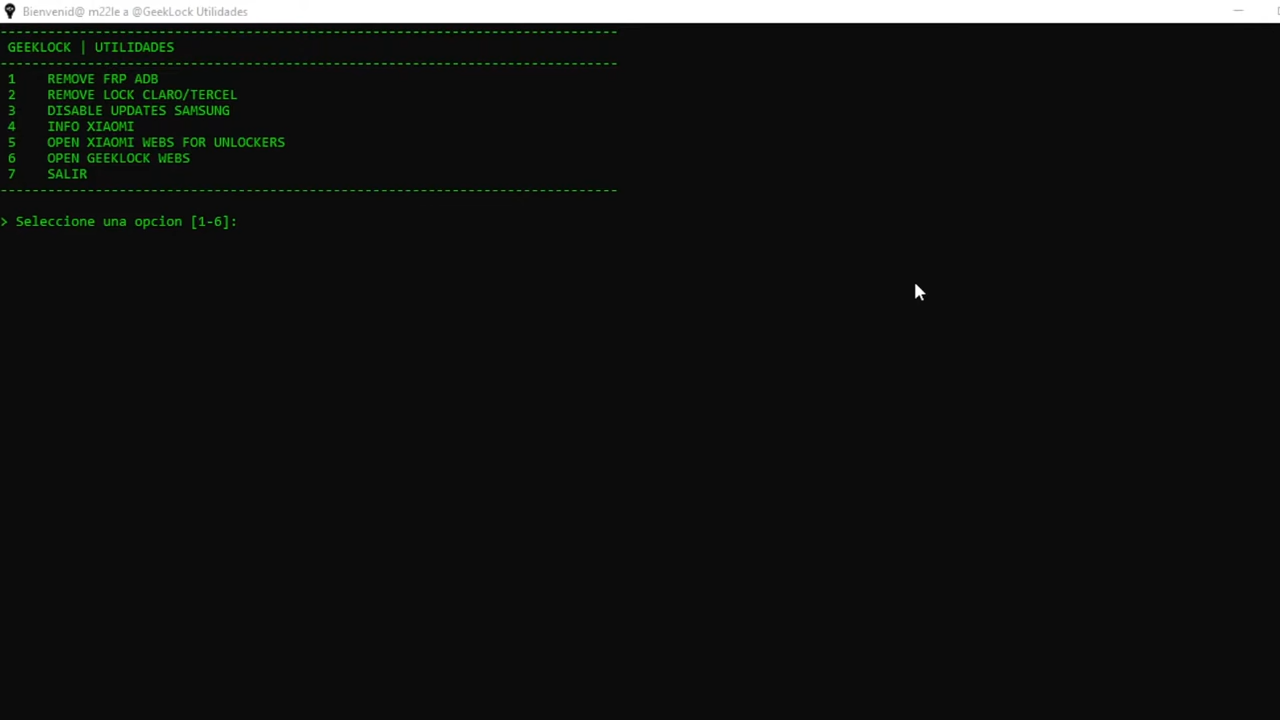 Bienvenid@ m22le a @GeekLock Utilidades
------------------------------------------------------------------------------
GEEKLOCK | UTILIDADES
------------------------------------------------------------------------------
1 REMOVE FRP ADB
2 REMOVE LOCK CLARO/TERCEL
3 DISABLE UPDATES SAMSUNG
4 INFO XIAOMI
5 OPEN XIAOMI WEBS FOR UNLOCKERS
6 OPEN GEEKLOCK WEBS
7 SALIR
------------------------------------------------------------------------------
> Seleccione una opcion [1-6]: